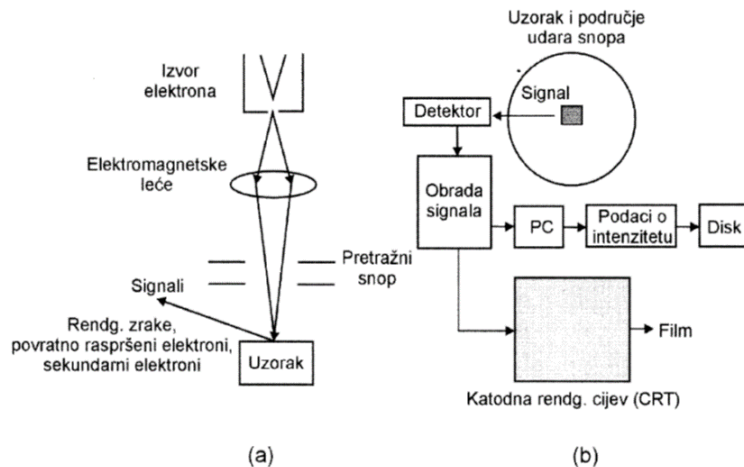 Izvor
elektrona
Elektromagnetske
leće
Pretražni
snop
Signali
Rendg. zrake,
povratno raspršeni elektroni,
sekundarni elektroni
Uzorak
(a)
Uzorak i područje
udara snopa
Signal
Detektor
Obrada
signala
PC
Podaci o
intenzitetu
Disk
Film
Katodna rendg. cijev (CRT)
(b)